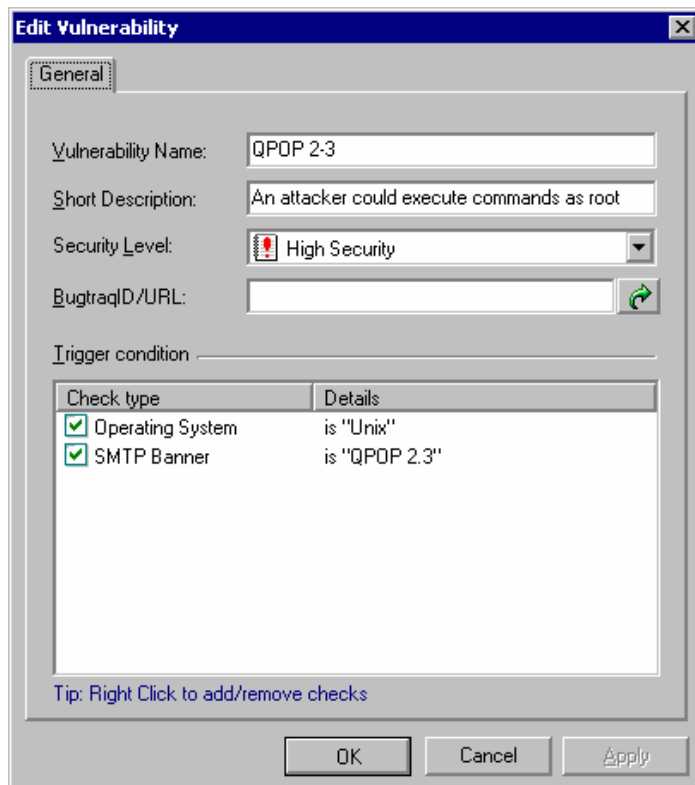 Edit Vulnerability
General
Vulnerability Name: QPOP 2-3
Short Description: An attacker could execute commands as root
Security Level: High Security
BugtraqID/URL:
Trigger condition
Check type Details
Operating System is "Unix"
SMTP Banner is "QPOP 2.3"
Tip: Right Click to add/remove checks
OK Cancel Apply